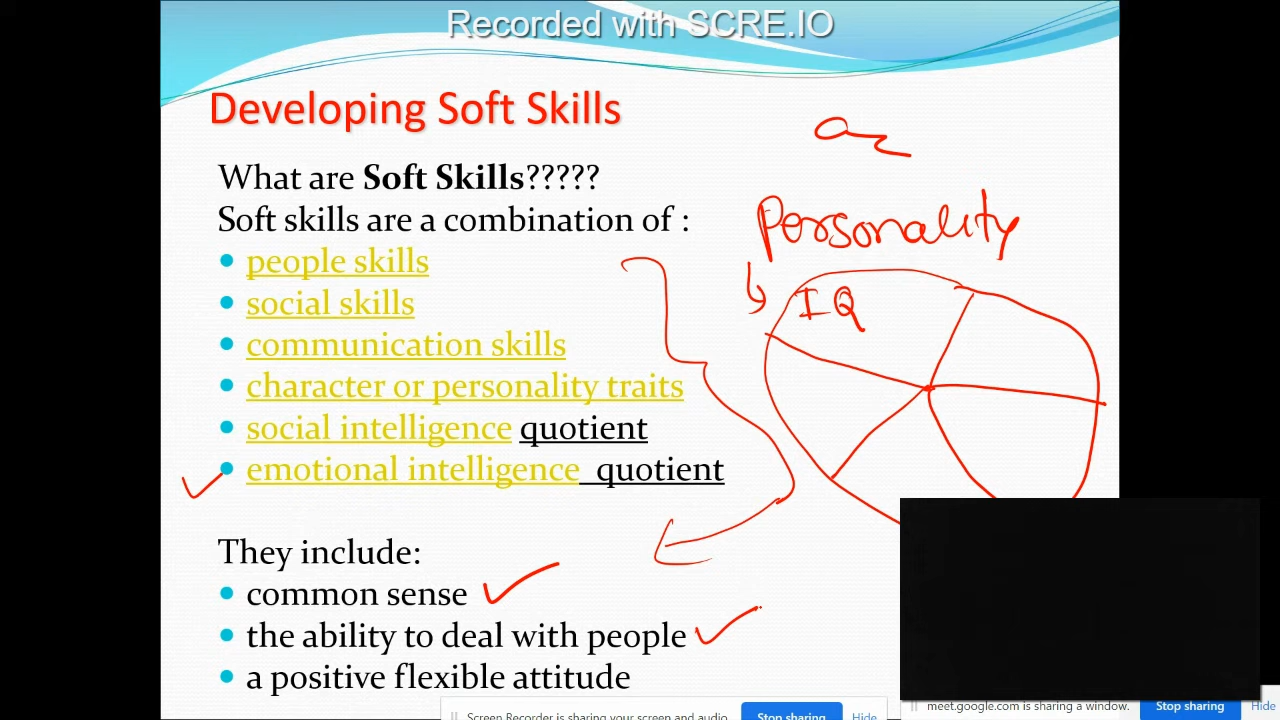 Recorded with SCRE.IO
Developing Soft Skills
What are Soft Skills?????
Soft skills are a combination of :
• people skills
• social skills
• communication skills
• character or personality traits
• social intelligence quotient
• emotional intelligence quotient
They include:
• common sense
• the ability to deal with people
• a positive flexible attitude
Personality
IQ
Screen Recorder is sharing your screen and audio.
Stop sharing
Hide
meet.google.com is sharing a window.
Stop sharing
Hide